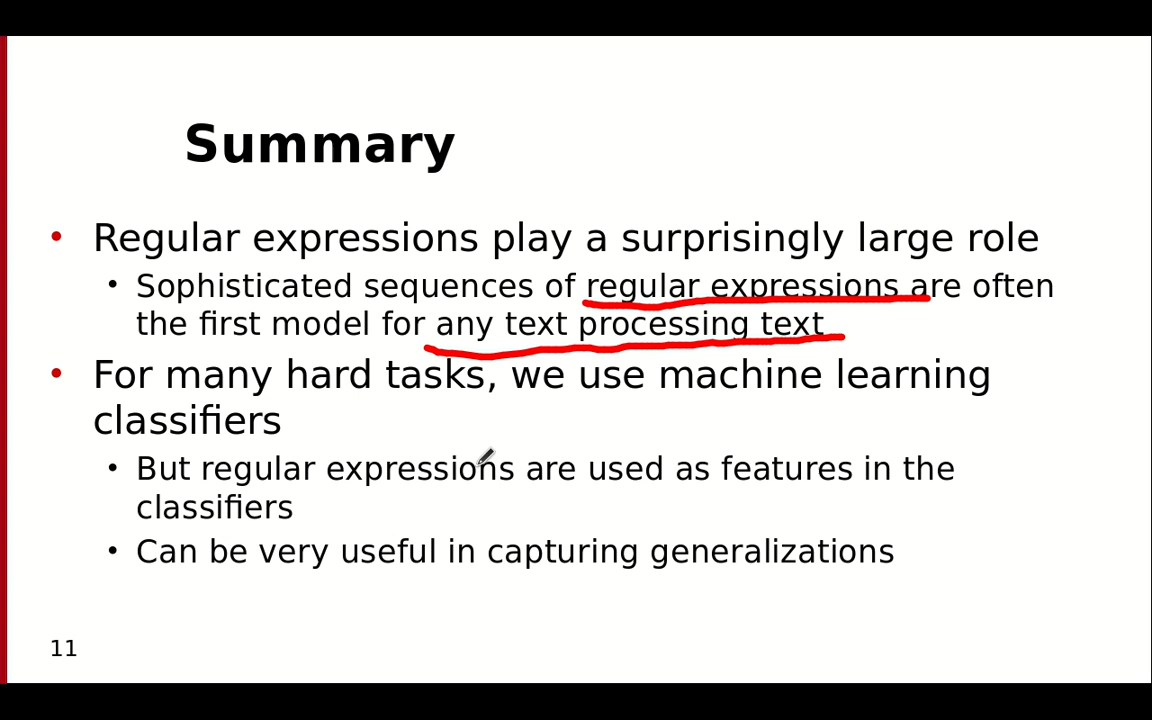 Summary
• Regular expressions play a surprisingly large role
• Sophisticated sequences of regular expressions are often
the first model for any text processing text
• For many hard tasks, we use machine learning
classifiers
• But regular expressions are used as features in the
classifiers
• Can be very useful in capturing generalizations
11